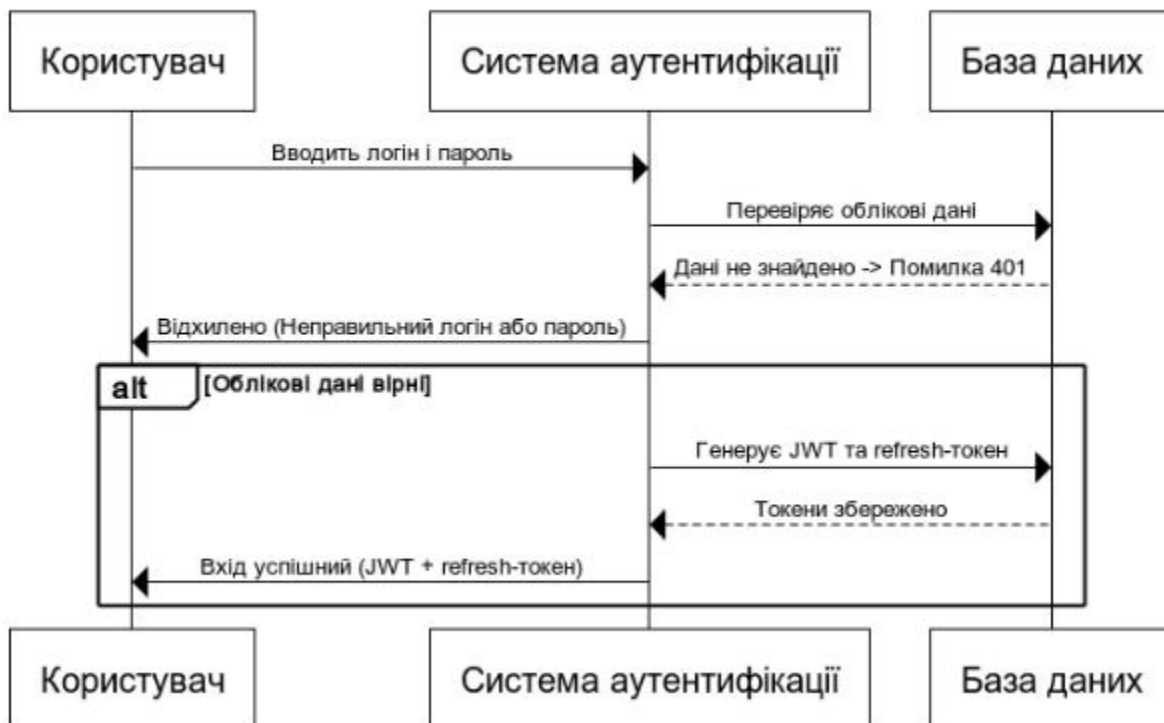 Користувач
Система аутентифікації
База даних
Вводить логін і пароль
Перевіряє облікові дані
Дані не знайдено -> Помилка 401
Відхилено (Неправильний логін або пароль)
alt [Облікові дані вірні]
Генерує JWT та refresh-токен
Токени збережено
Вхід успішний (JWT + refresh-токен)
Користувач
Система аутентифікації
База даних